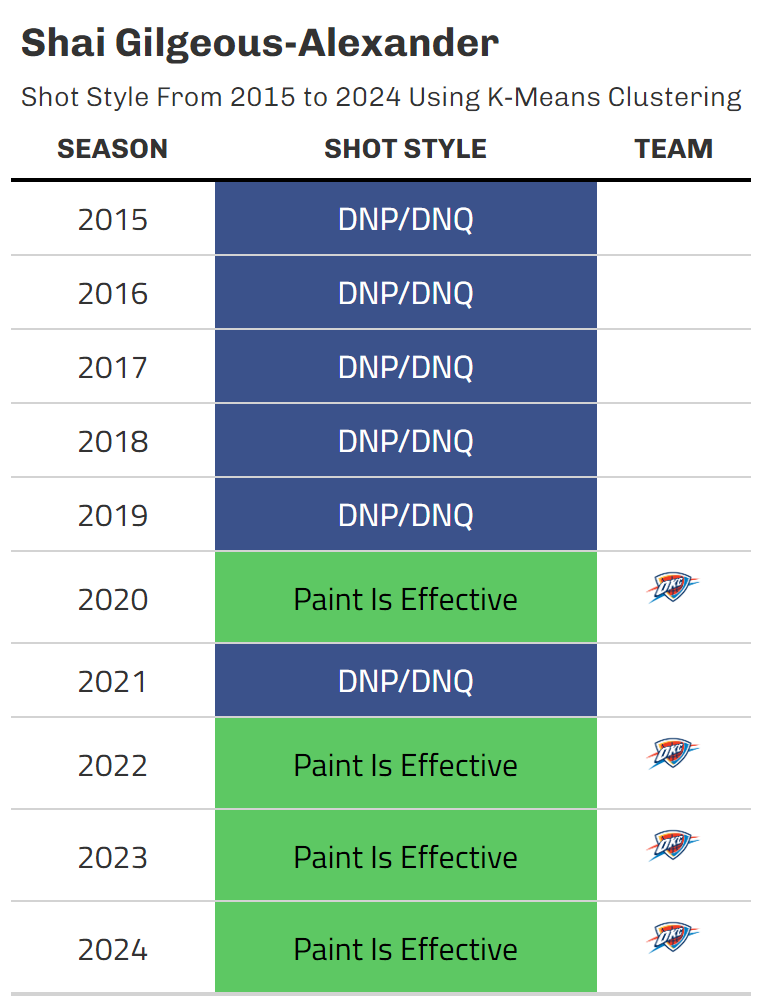 Shai Gilgeous-Alexander
Shot Style From 2015 to 2024 Using K-Means Clustering
SEASON SHOT STYLE TEAM
2015 DNP/DNQ
2016 DNP/DNQ
2017 DNP/DNQ
2018 DNP/DNQ
2019 DNP/DNQ
2020 Paint Is Effective OKC
2021 DNP/DNQ
2022 Paint Is Effective OKC
2023 Paint Is Effective OKC
2024 Paint Is Effective OKC